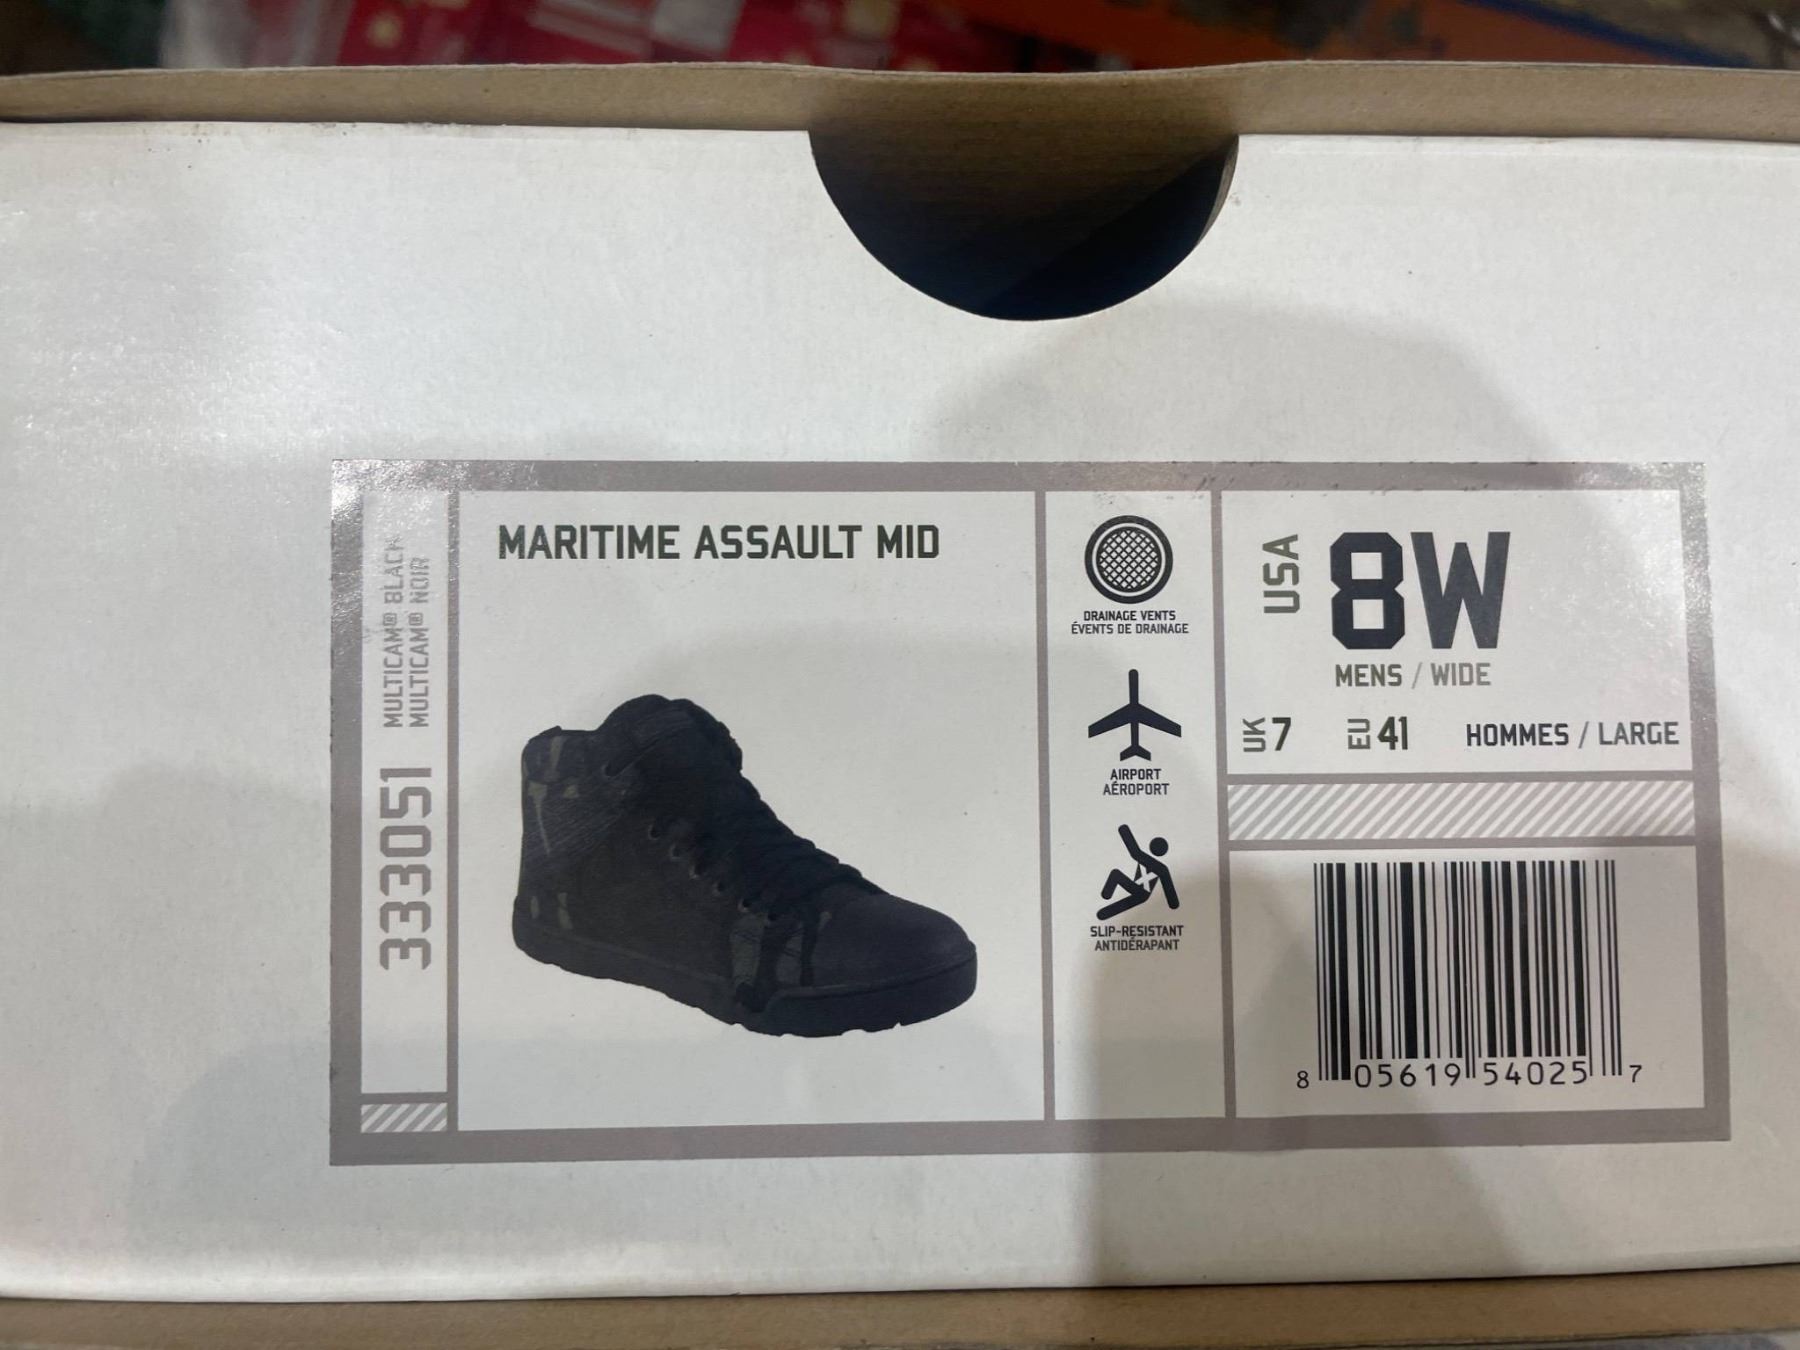 MULTICAM® BLACK
MULTICAM® NOIR
333051
MARITIME ASSAULT MID
DRAINAGE VENTS
ÉVENTS DE DRAINAGE
AIRPORT
AÉROPORT
SLIP-RESISTANT
ANTIDÉRAPANT
USA 8W
MENS / WIDE
UK 7 EU 41 HOMMES / LARGE
8 05619 54025 7